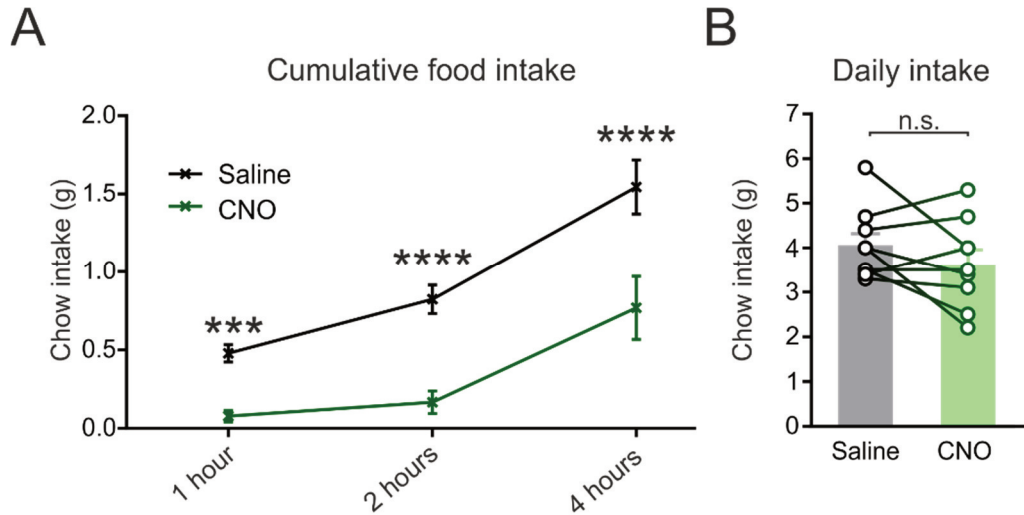 A
Cumulative food intake
Chow intake (g)
2.0
1.5
1.0
0.5
0.0
Saline
CNO
***
****
****
1 hour
2 hours
4 hours
B
Daily intake
Chow intake (g)
7
6
5
4
3
2
1
0
n.s.
Saline
CNO